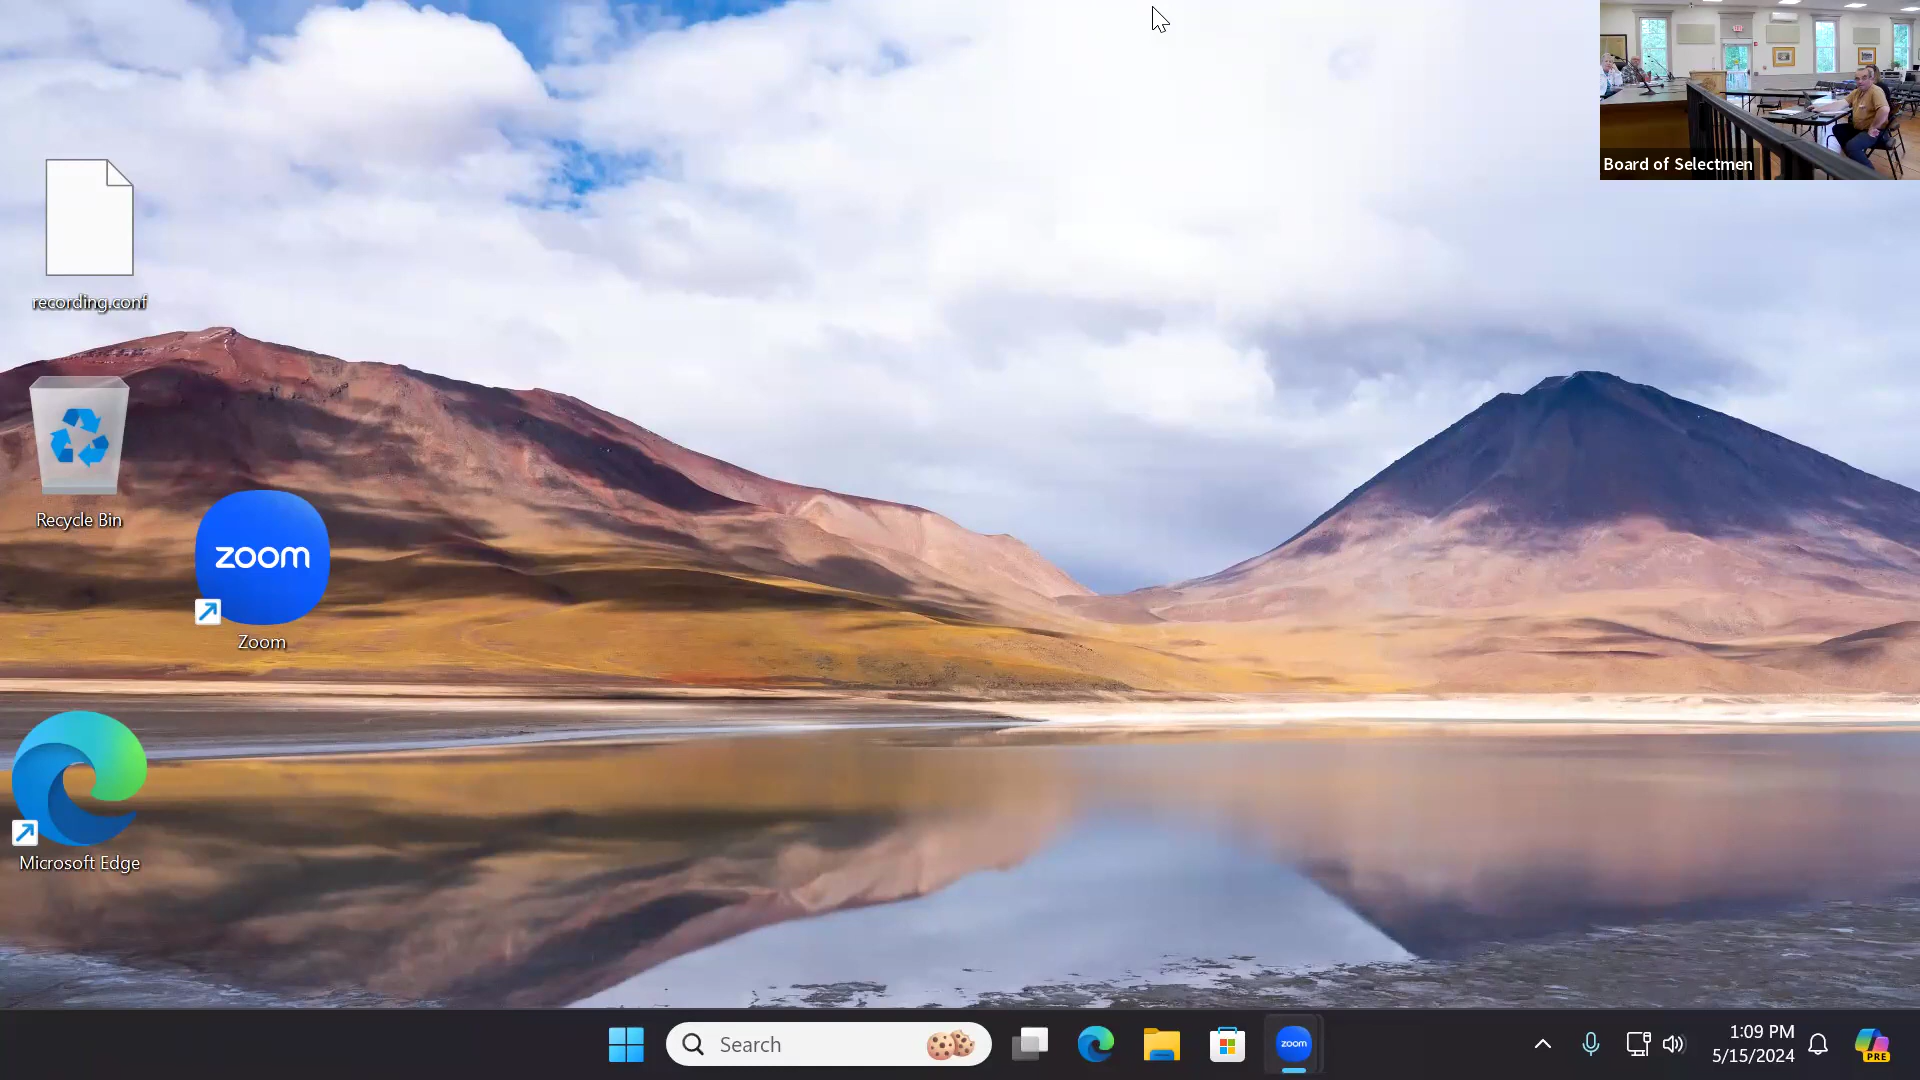 Board of Selectmen
recording.conf
Recycle Bin
zoom
Zoom
Microsoft Edge
Search
zoom
1:09 PM
5/15/2024
PRE